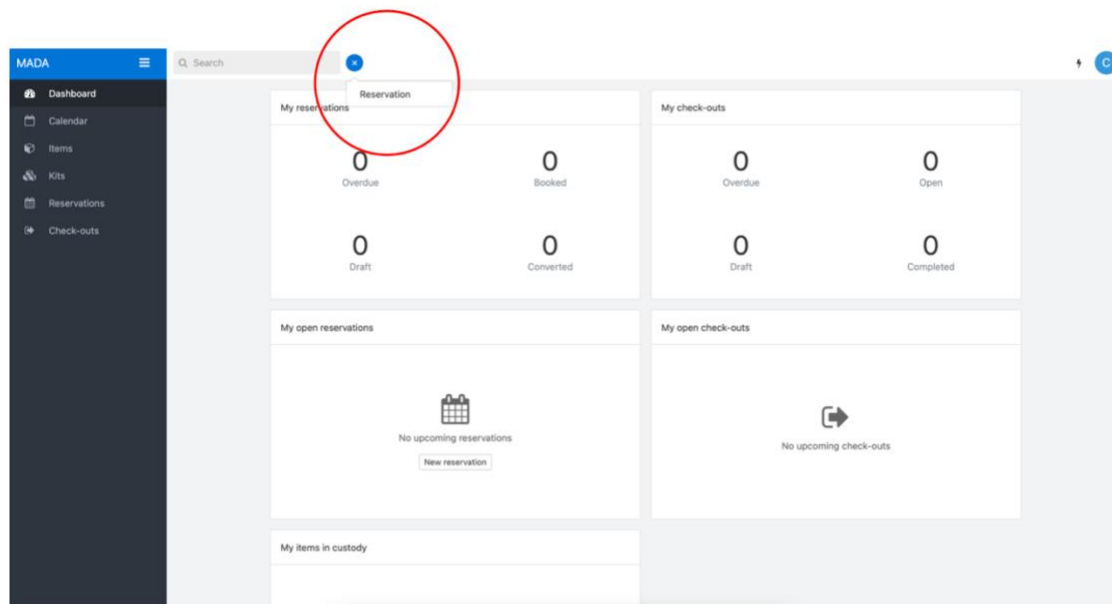 MADA
Search
C
Dashboard
Calendar
Items
Kits
Reservations
Check-outs
Reservation
My reservations
0 0
Overdue Booked
0 0
Draft Converted
My check-outs
0 0
Overdue Open
0 0
Draft Completed
My open reservations
No upcoming reservations
New reservation
My open check-outs
No upcoming check-outs
My items in custody